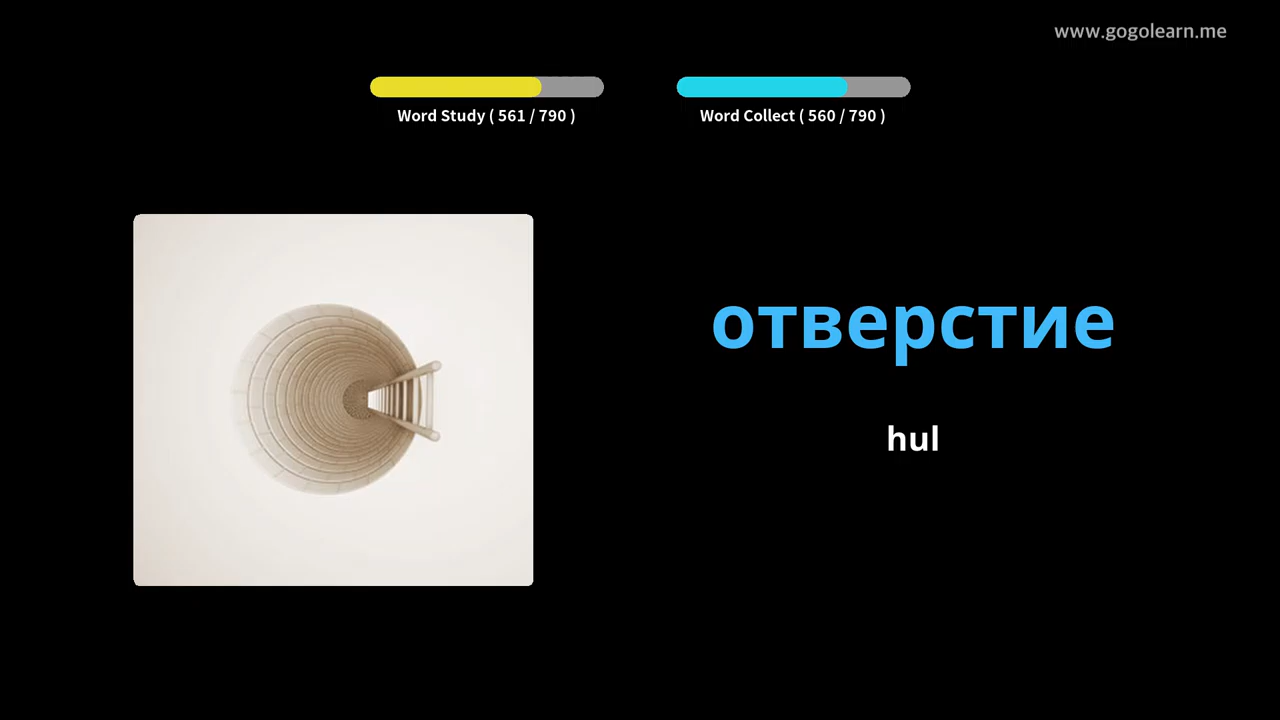 www.gogolearn.me
Word Study ( 561 / 790 )
Word Collect ( 560 / 790 )
отверстие
hul